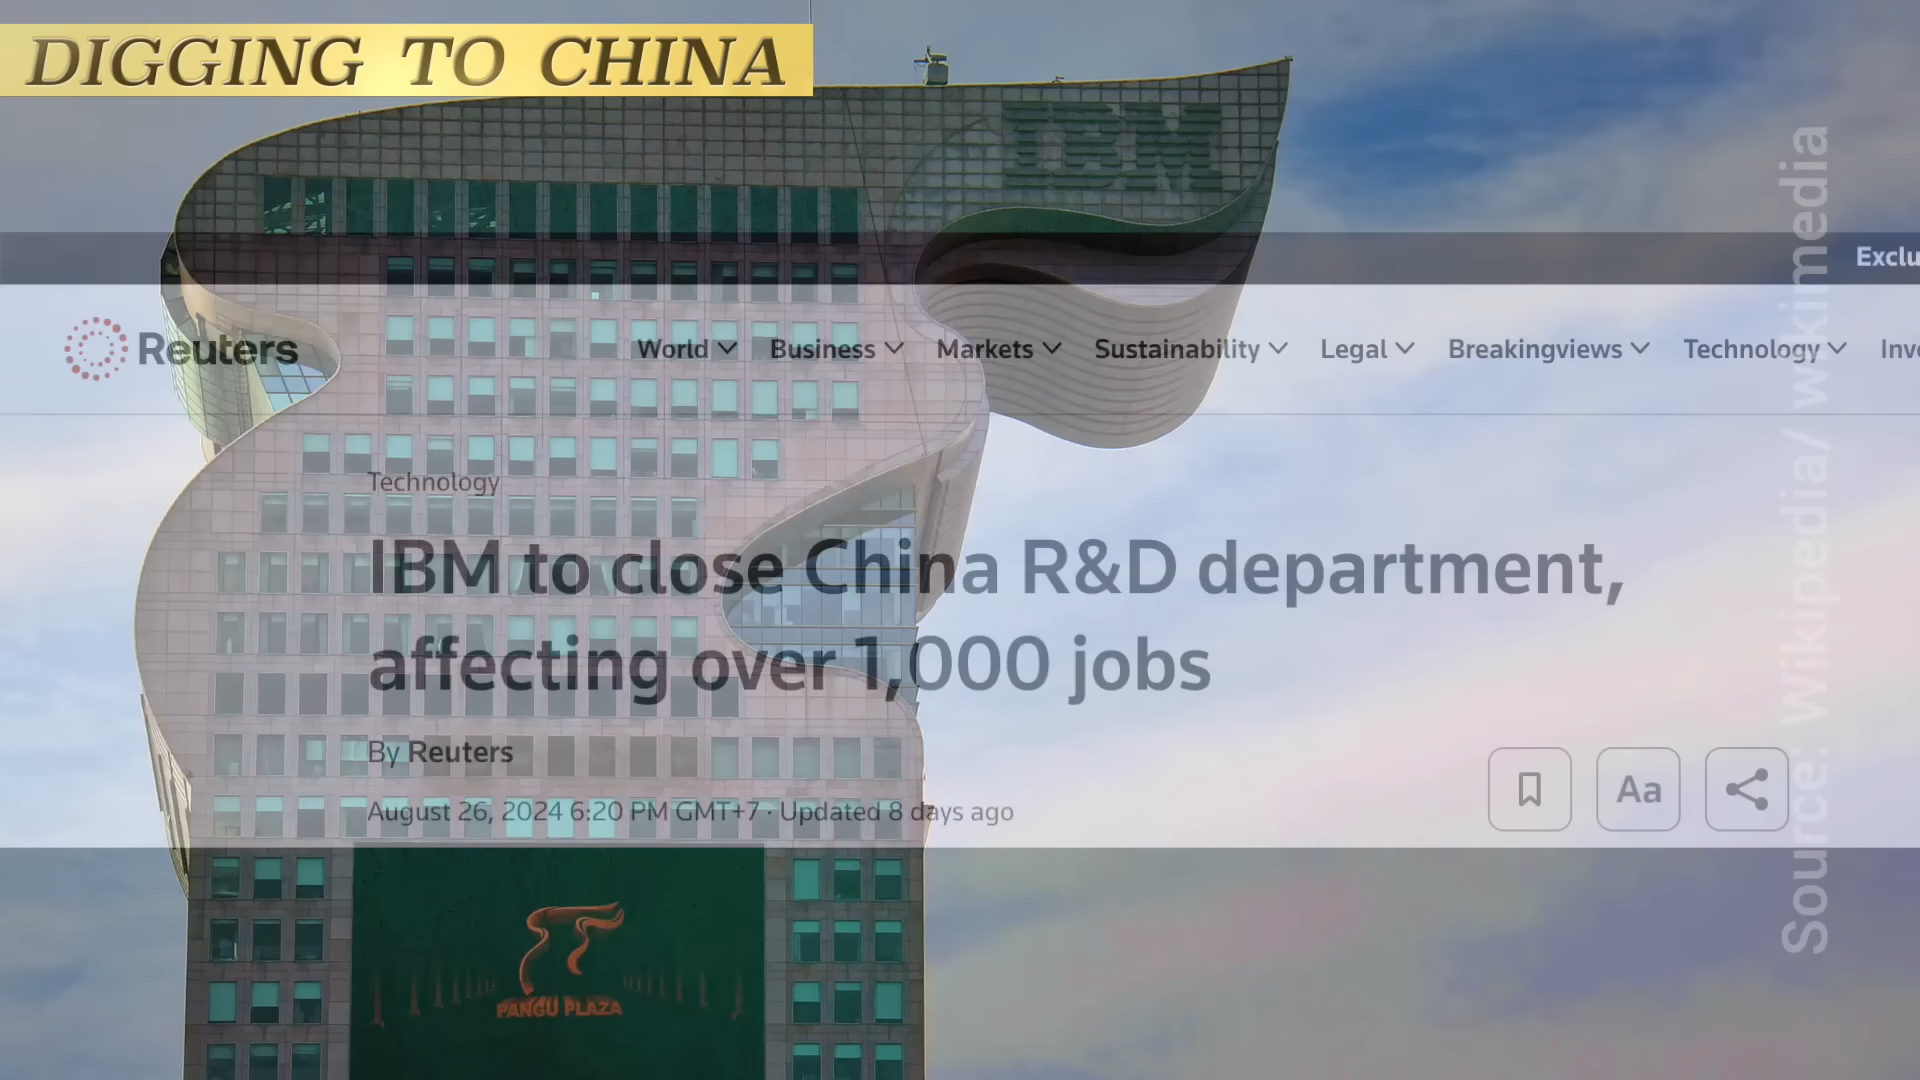 DIGGING TO CHINA
IBM
Exclu
Reuters
World Business Markets Sustainability Legal Breakingviews Technology Inve
Technology
IBM to close China R&D department,
affecting over 1,000 jobs
By Reuters
August 26, 2024 6:20 PM GMT+7 · Updated 8 days ago
Aa
Source: Wikipedia/ wikimedia
PANGU PLAZA